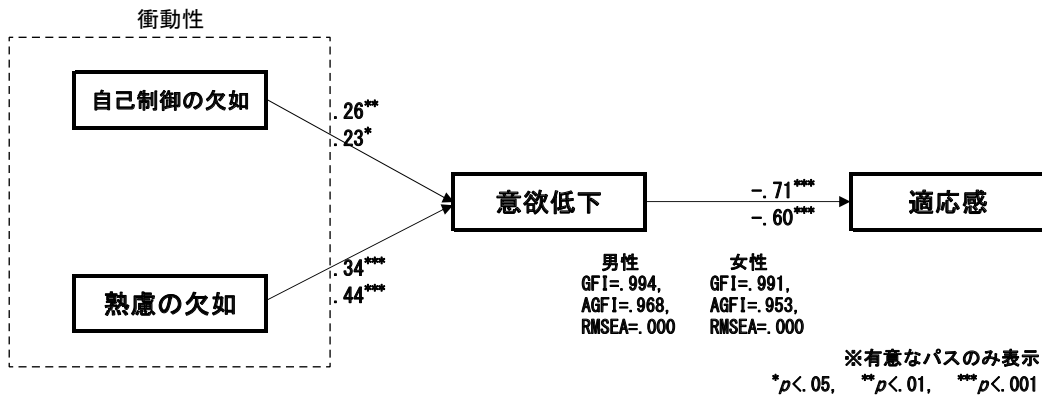 衝動性
自己制御の欠如
.26**
.23*
意欲低下
-.71***
-.60***
適応感
熟慮の欠如
.34***
.44***
男性
GFI=.994,
AGFI=.968,
RMSEA=.000
女性
GFI=.991,
AGFI=.953,
RMSEA=.000
※有意なパスのみ表示
*p<.05, **p<.01, ***p<.001